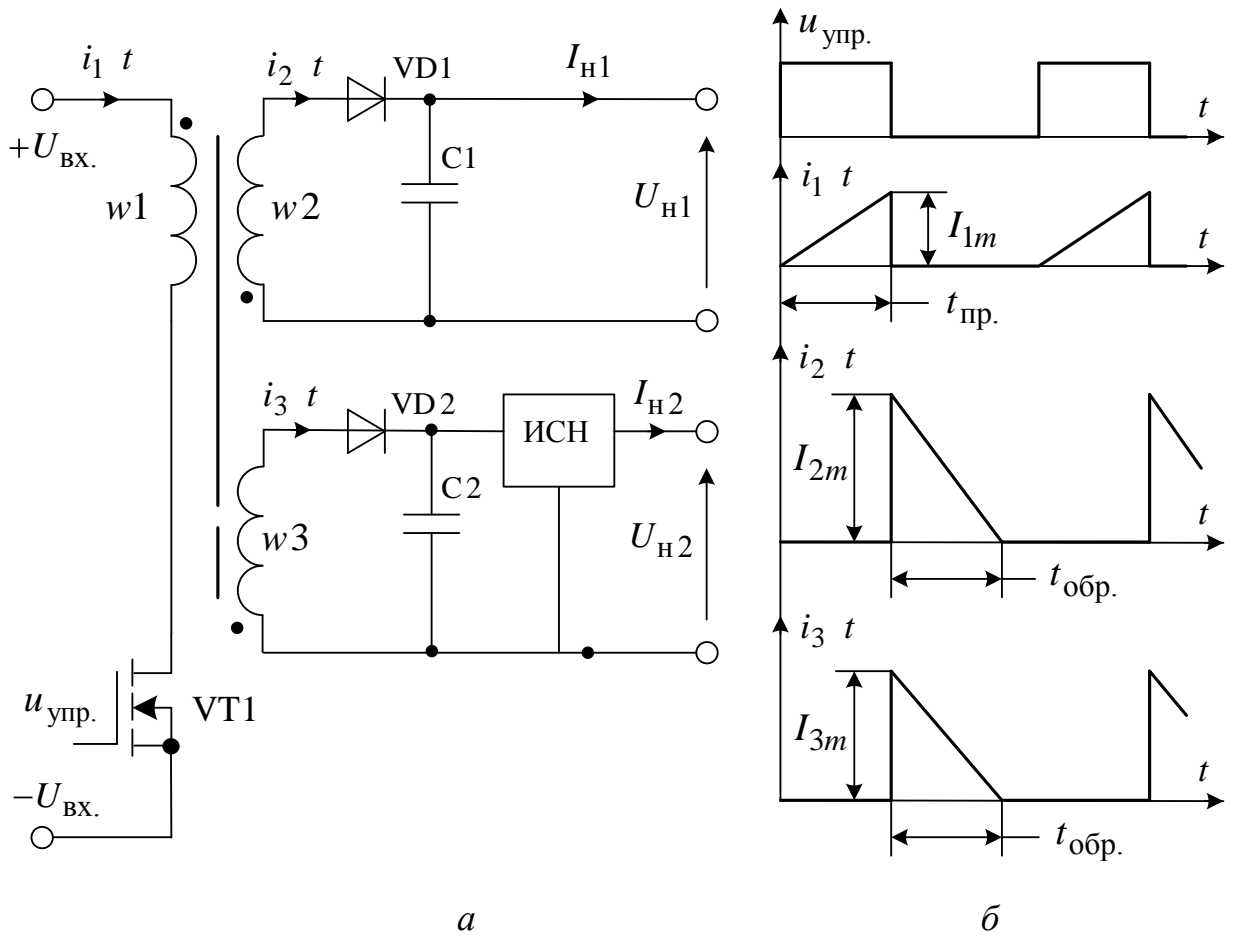 i1 t
i2 t
VD1
Iн1
+Uвх.
w1
w2
C1
Uн1
i3 t
VD2
ИСН
Iн2
w3
C2
Uн2
uупр.
VT1
−Uвх.
а
uупр.
t
i1 t
I1m
t
tпр.
i2 t
I2m
t
tобр.
i3 t
I3m
t
tобр.
б